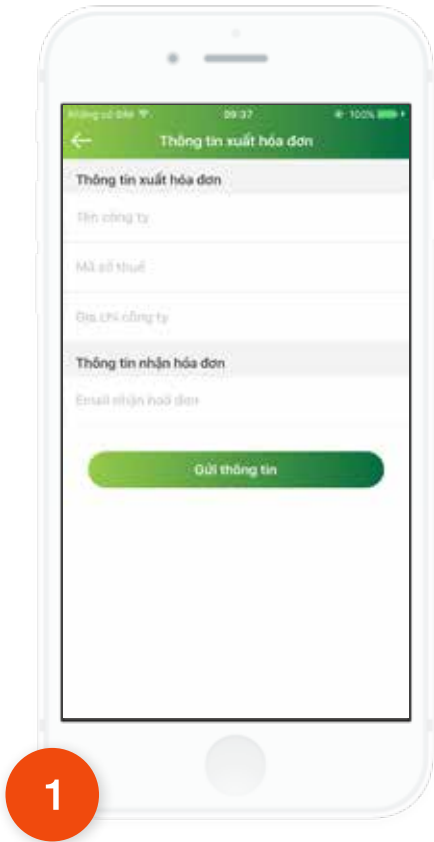 Không có SIM 09:37 100%
Thông tin xuất hóa đơn
Thông tin xuất hóa đơn
Tên công ty
Mã số thuế
Địa chỉ công ty
Thông tin nhận hóa đơn
Email nhận hoá đơn
Gửi thông tin
1